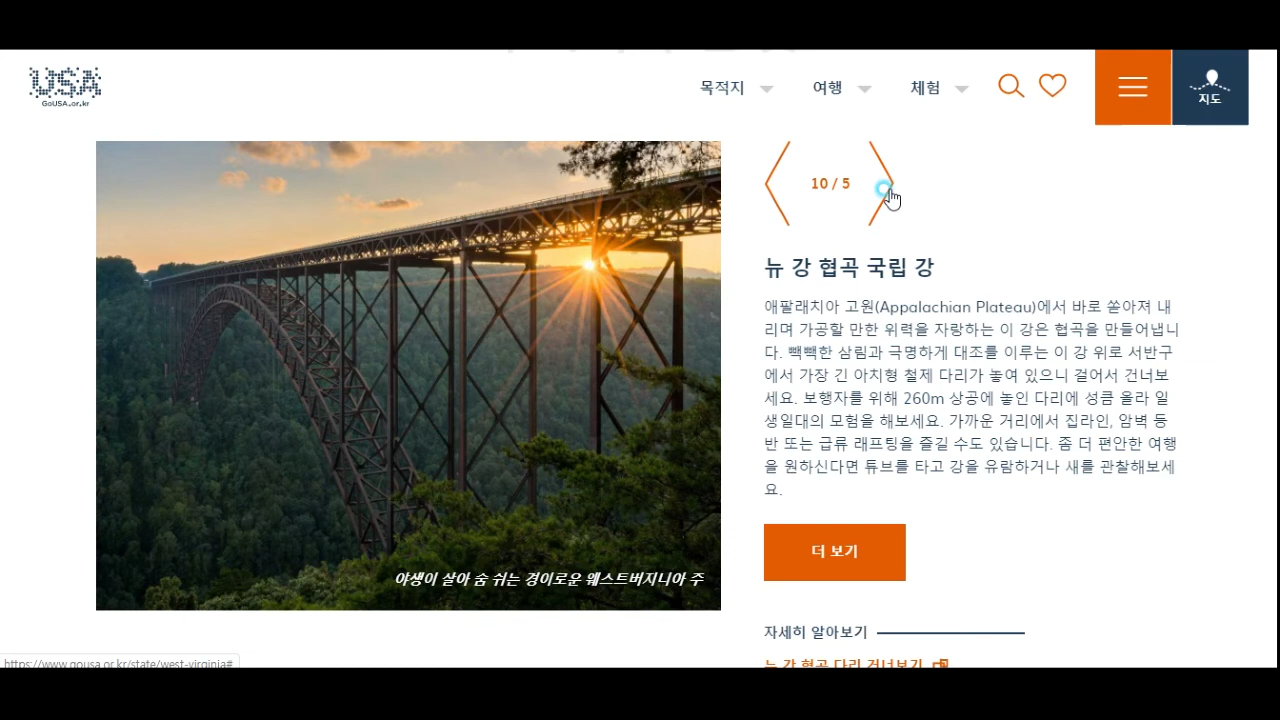 USA
GoUSA.or.kr
목적지
여행
체험
지도
10 / 5
뉴 강 협곡 국립 강
애팔래치아 고원(Appalachian Plateau)에서 바로 쏟아져 내
리며 가공할 만한 위력을 자랑하는 이 강은 협곡을 만들어냅니
다. 빽빽한 삼림과 극명하게 대조를 이루는 이 강 위로 서반구
에서 가장 긴 아치형 철제 다리가 놓여 있으니 걸어서 건너보
세요. 보행자를 위해 260m 상공에 놓인 다리에 성큼 올라 일
생일대의 모험을 해보세요. 가까운 거리에서 집라인, 암벽 등
반 또는 급류 래프팅을 즐길 수도 있습니다. 좀 더 편안한 여행
을 원하신다면 튜브를 타고 강을 유람하거나 새를 관찰해보세
요.
더 보기
야생이 살아 숨 쉬는 경이로운 웨스트버지니아 주
자세히 알아보기
뉴 강 협곡 다리 건너보기
https://www.gousa.or.kr/state/west-virginia#